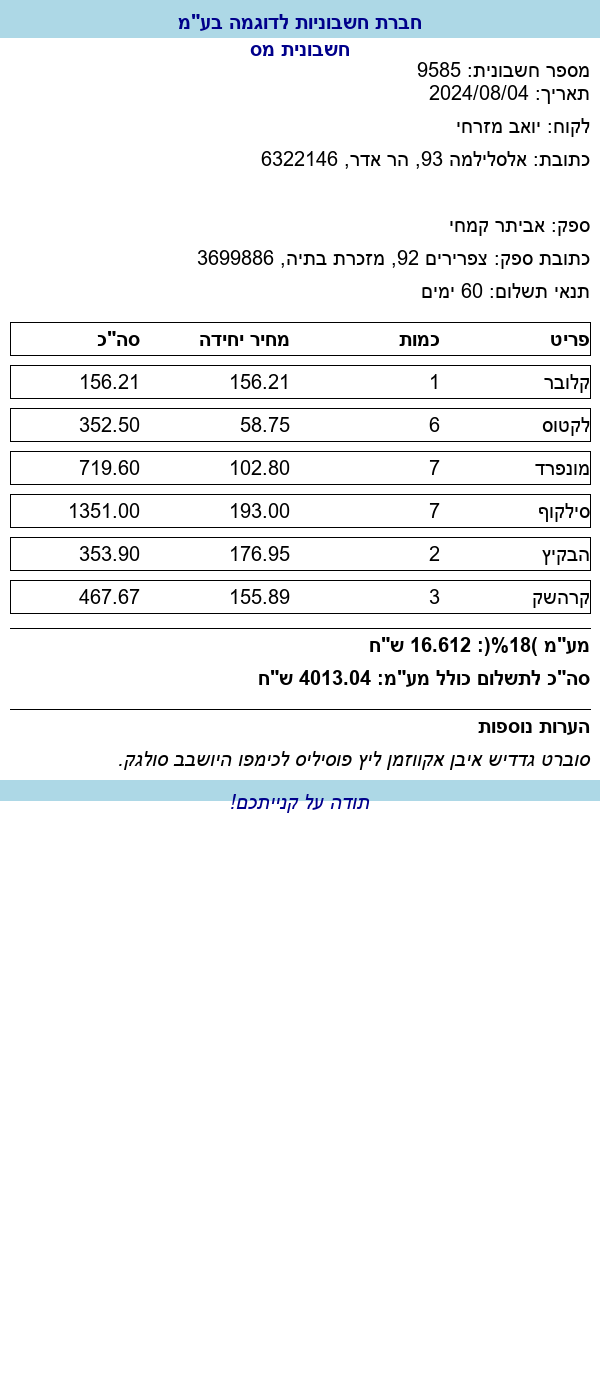 חברת חשבוניות לדוגמה בע"מ
חשבונית מס
מספר חשבונית: 9585
תאריך: 2024/08/04
לקוח: יואב מזרחי
כתובת: אלסלילמה 93, הר אדר, 6322146
ספק: אביתר קמחי
כתובת ספק: צפרירים 92, מזכרת בתיה, 3699886
תנאי תשלום: 60 ימים
פריט כמות מחיר יחידה סה"כ
קלובר 1 156.21 156.21
לקטוס 6 58.75 352.50
מונפרד 7 102.80 719.60
סילקוף 7 193.00 1351.00
הבקיץ 2 176.95 353.90
קרהשק 3 155.89 467.67
מע"מ )18%(: 16.612 ש"ח
סה"כ לתשלום כולל מע"מ: 4013.04 ש"ח
הערות נוספות
סוברט גדדיש איבן אקווזמן ליץ פוסיליס לכימפו היושבב סולגק.
תודה על קנייתכם!